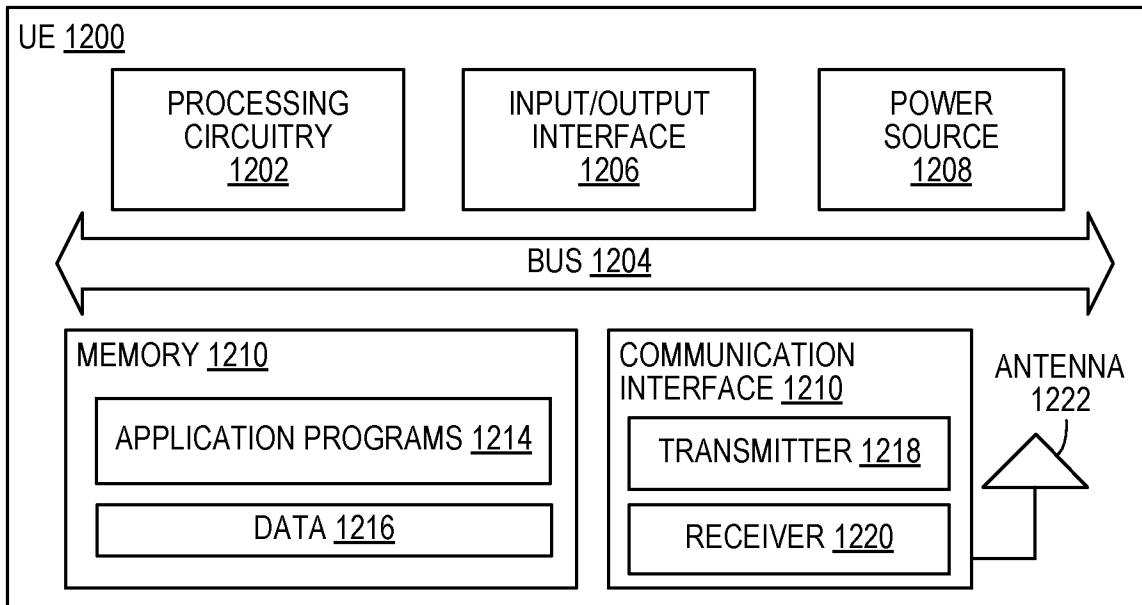 UE 1200
PROCESSING
CIRCUITRY
1202
INPUT/OUTPUT
INTERFACE
1206
POWER
SOURCE
1208
BUS 1204
MEMORY 1210
APPLICATION PROGRAMS 1214
DATA 1216
COMMUNICATION
INTERFACE 1210
TRANSMITTER 1218
RECEIVER 1220
ANTENNA
1222